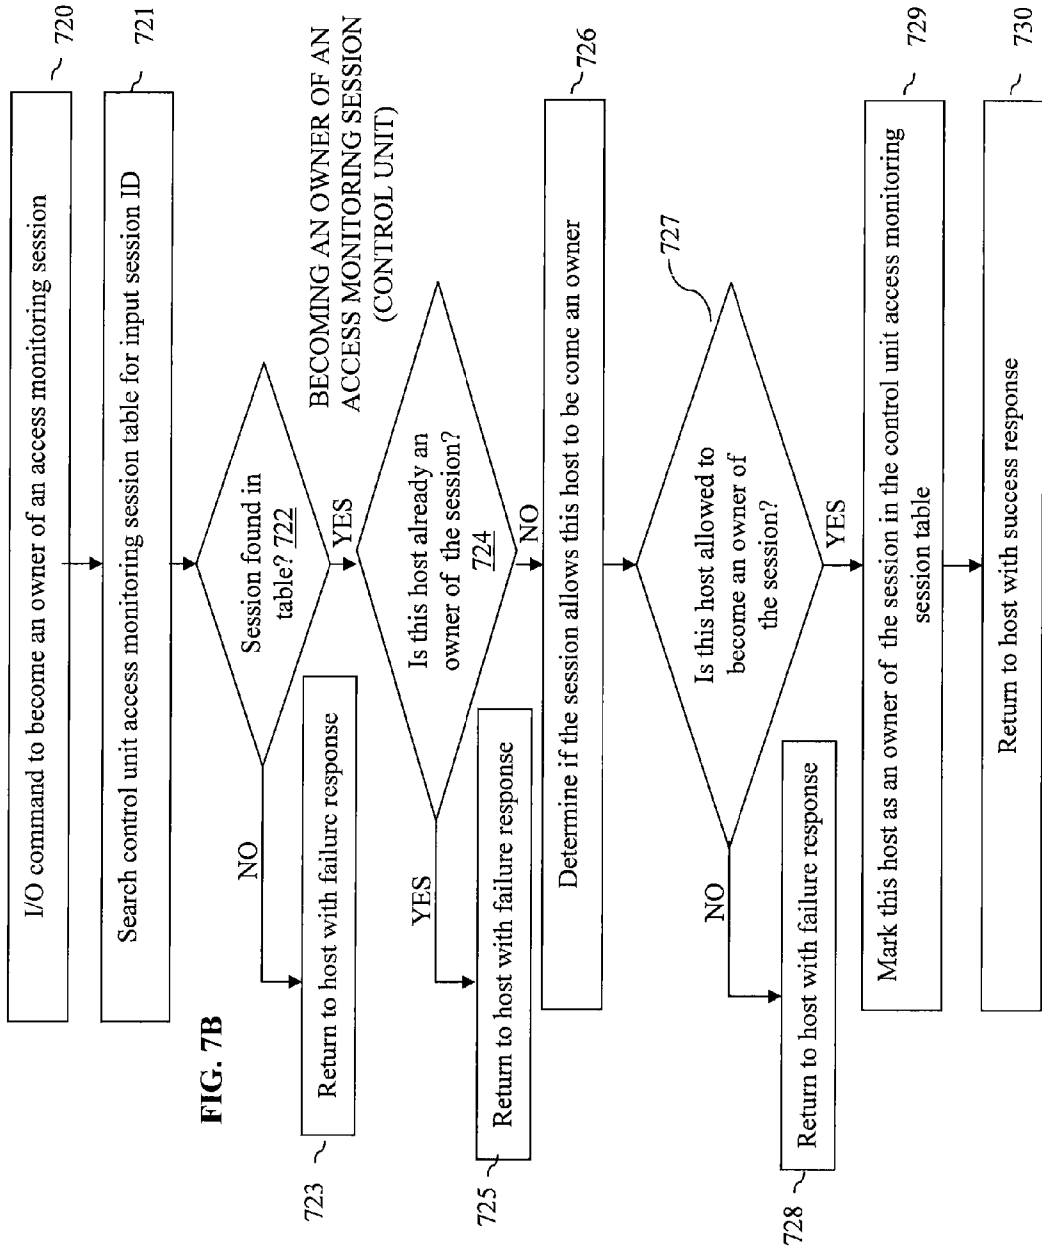 I/O command to become an owner of an access monitoring session
720
Search control unit access monitoring session table for input session ID
721
FIG. 7B
BECOMING AN OWNER OF AN
ACCESS MONITORING SESSION
(CONTROL UNIT)
Session found in
table? 722
NO
YES
Return to host with failure response
723
Is this host already an
owner of the session?
724
YES
NO
Return to host with failure response
725
Determine if the session allows this host to be come an owner
726
Is this host allowed to
become an owner of
the session?
727
NO
YES
Return to host with failure response
728
Mark this host as an owner of the session in the control unit access monitoring
session table
729
Return to host with success response
730